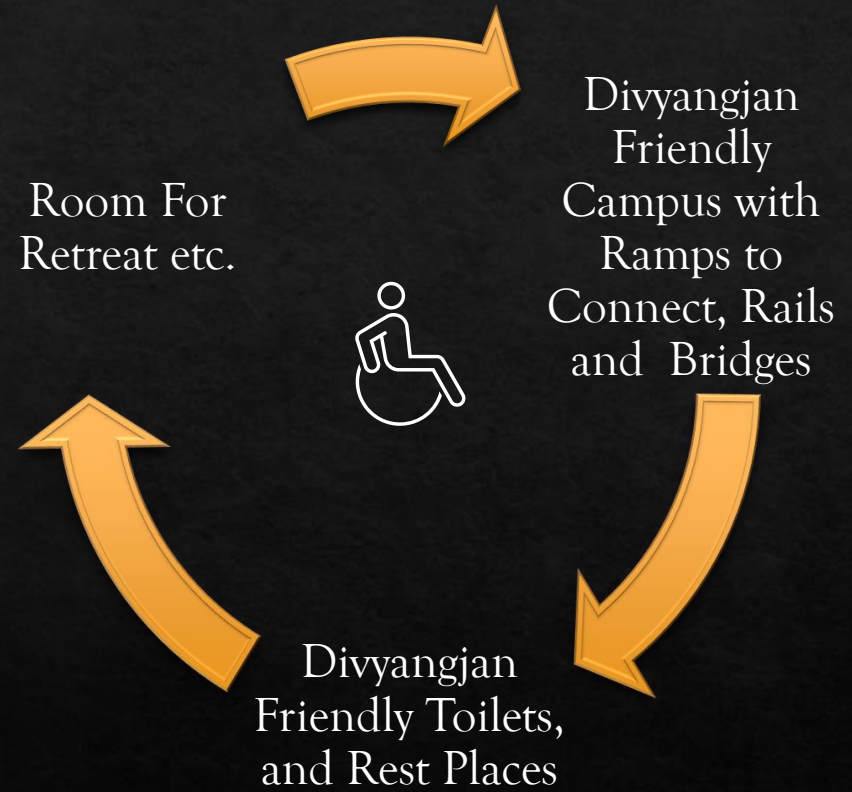 Room For
Retreat etc.
Divyangjan
Friendly
Campus with
Ramps to
Connect, Rails
and Bridges
Divyangjan
Friendly Toilets,
and Rest Places